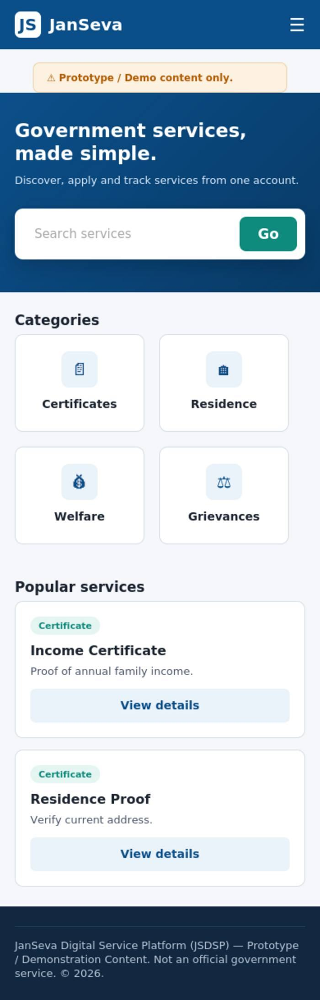 JS JanSeva ☰
⚠ Prototype / Demo content only.
Government services,
made simple.
Discover, apply and track services from one account.
Search services Go
Categories
Certificates Residence
Welfare Grievances
Popular services
Certificate
Income Certificate
Proof of annual family income.
View details
Certificate
Residence Proof
Verify current address.
View details
JanSeva Digital Service Platform (JSDSP) — Prototype
/ Demonstration Content. Not an official government
service. © 2026.